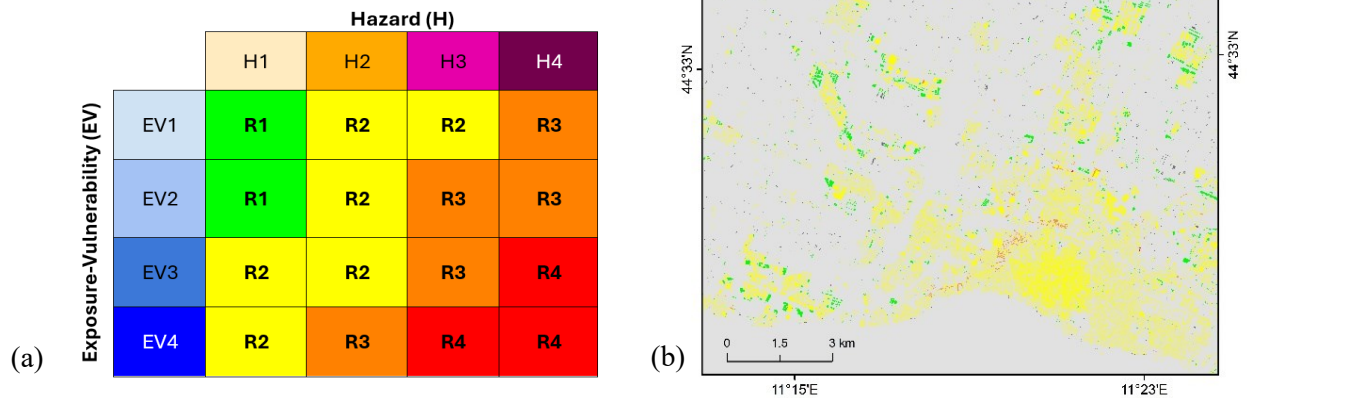 Hazard (H)
H1 H2 H3 H4
Exposure-Vulnerability (EV)
EV1 R1 R2 R2 R3
EV2 R1 R2 R3 R3
EV3 R2 R2 R3 R4
EV4 R2 R3 R4 R4
(a)
44°33'N
44°33'N
0 1.5 3 km
11°15'E
11°23'E
(b)